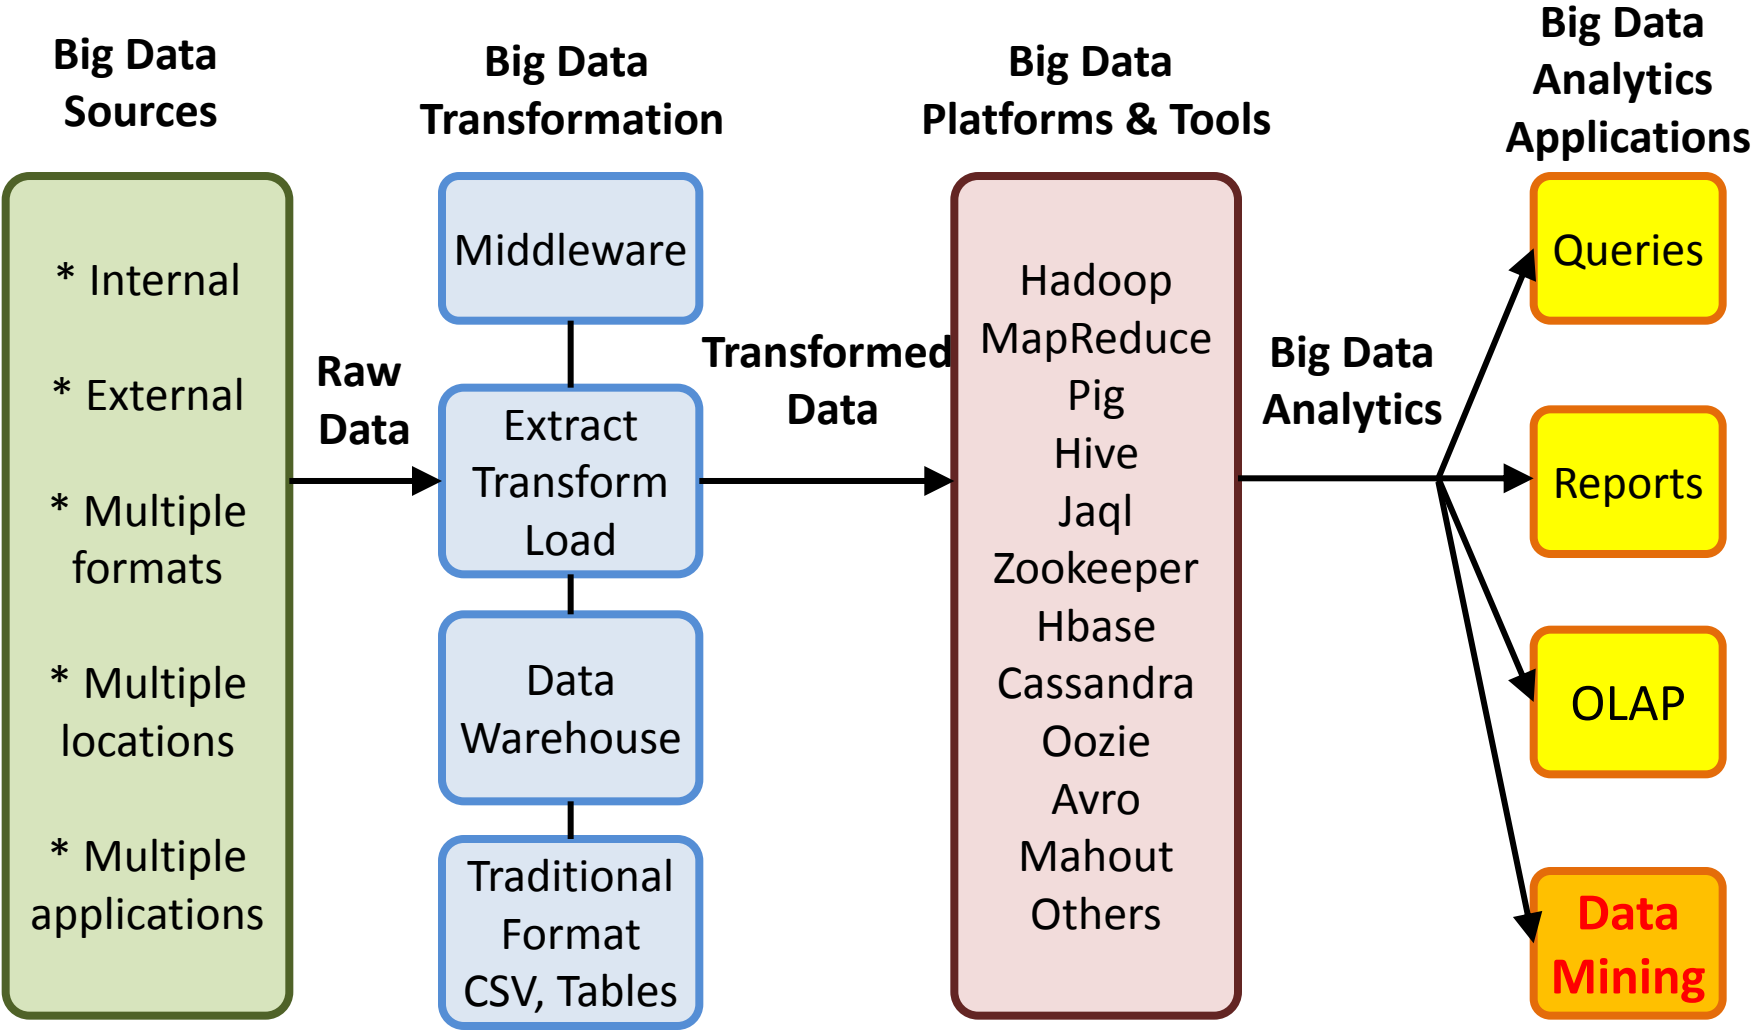 Big Data
Sources
* Internal
* External
* Multiple
formats
* Multiple
locations
* Multiple
applications
Raw
Data
Big Data
Transformation
Middleware
Extract
Transform
Load
Data
Warehouse
Traditional
Format
CSV, Tables
Transformed
Data
Big Data
Platforms & Tools
Hadoop
MapReduce
Pig
Hive
Jaql
Zookeeper
Hbase
Cassandra
Oozie
Avro
Mahout
Others
Big Data
Analytics
Big Data
Analytics
Applications
Queries
Reports
OLAP
Data
Mining